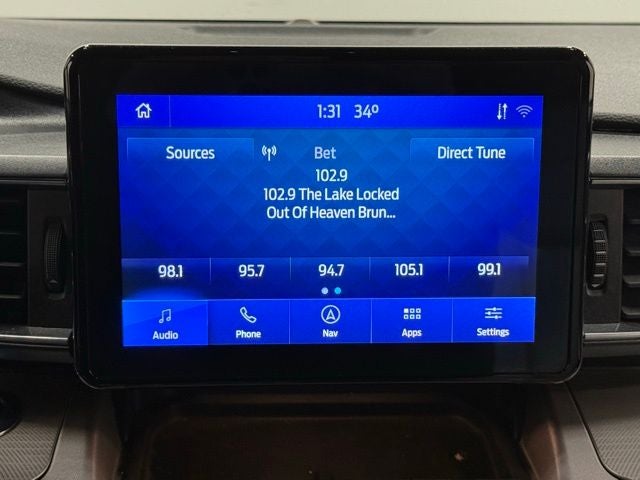 1:31 34º
Sources Bet Direct Tune
102.9
102.9 The Lake Locked
Out Of Heaven Brun...
98.1 95.7 94.7 105.1 99.1
Audio Phone Nav Apps Settings